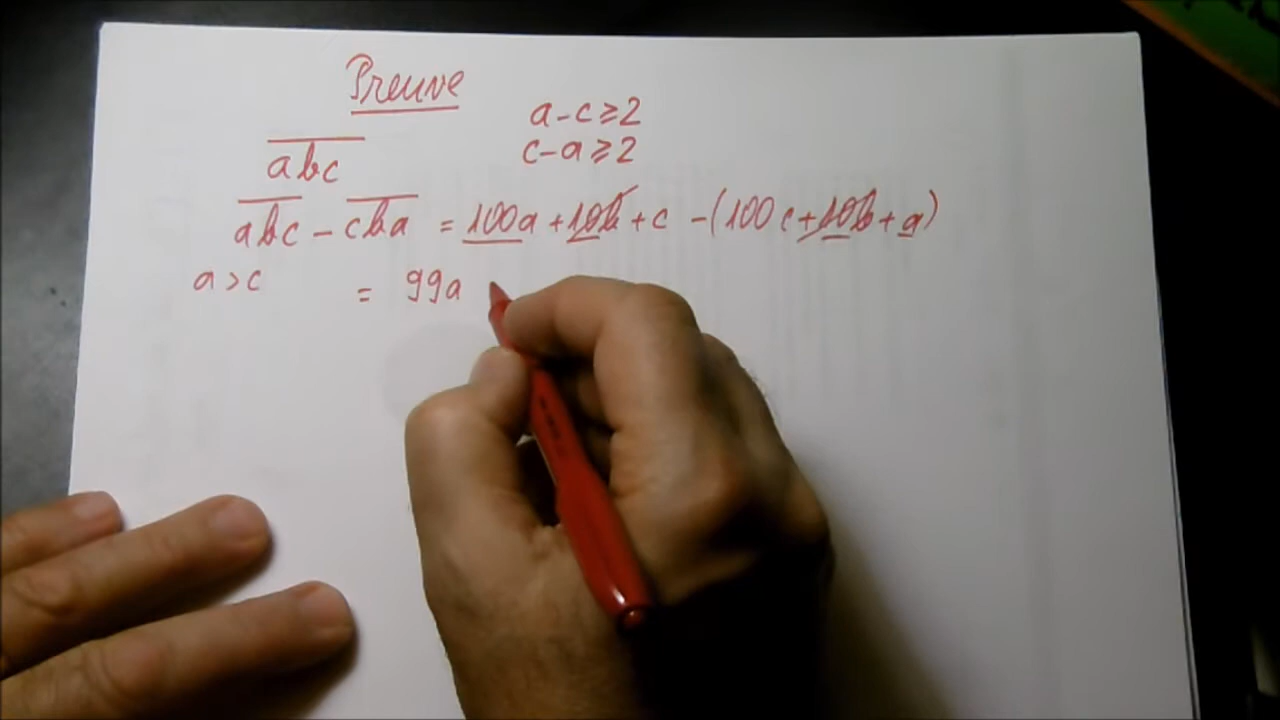 Preuve
a-c≥2
c-a≥2
abc
abc - cba = 100a + 10b + c - (100c + 10b + a)
a > c = 99a